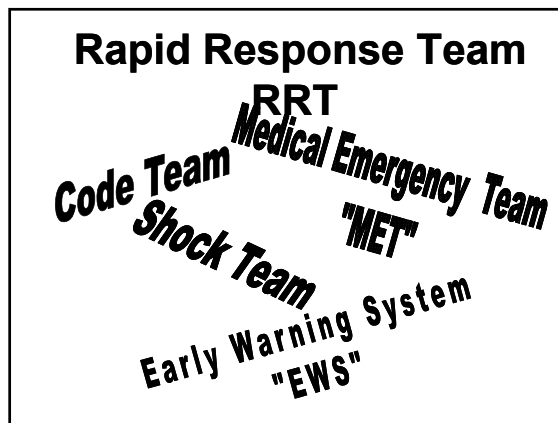 Rapid Response Team
RRT
Medical Emergency Team
"MET"
Code Team
Shock Team
Early Warning System
"EWS"